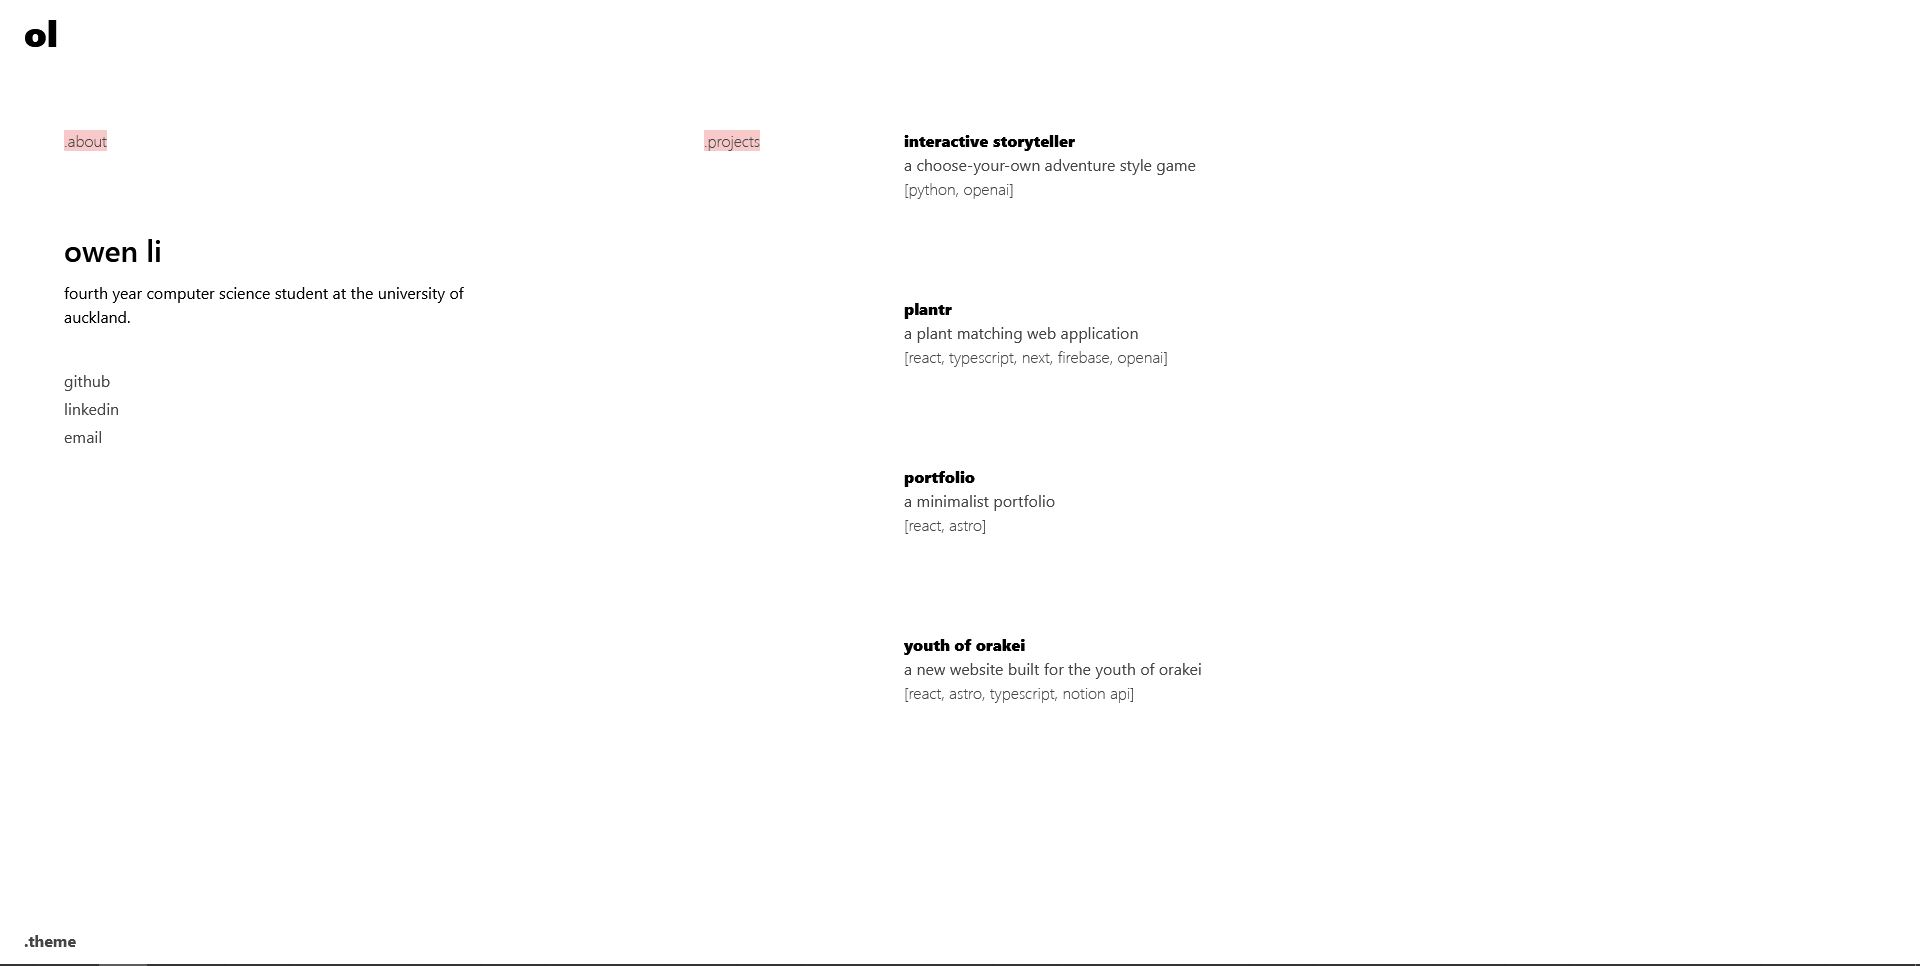 ol
.about
owen li
fourth year computer science student at the university of
auckland.
github
linkedin
email
.projects
interactive storyteller
a choose-your-own adventure style game
[python, openai]
plantr
a plant matching web application
[react, typescript, next, firebase, openai]
portfolio
a minimalist portfolio
[react, astro]
youth of orakei
a new website built for the youth of orakei
[react, astro, typescript, notion api]
.theme